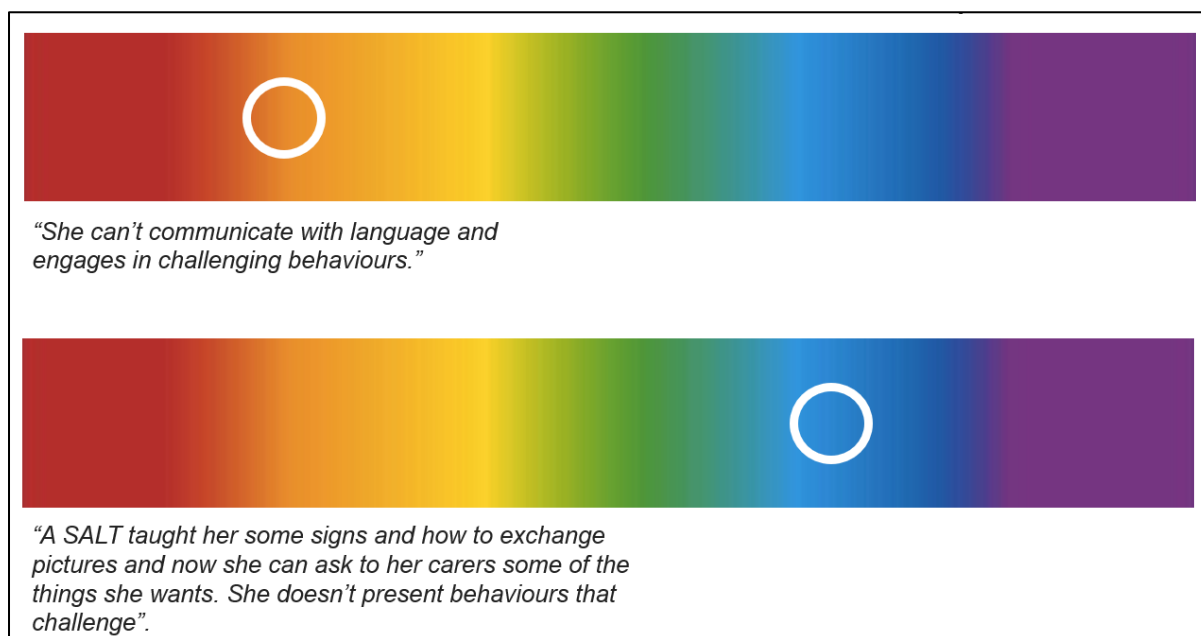 “She can’t communicate with language and
engages in challenging behaviours.”
“A SALT taught her some signs and how to exchange
pictures and now she can ask to her carers some of the
things she wants. She doesn’t present behaviours that
challenge”.